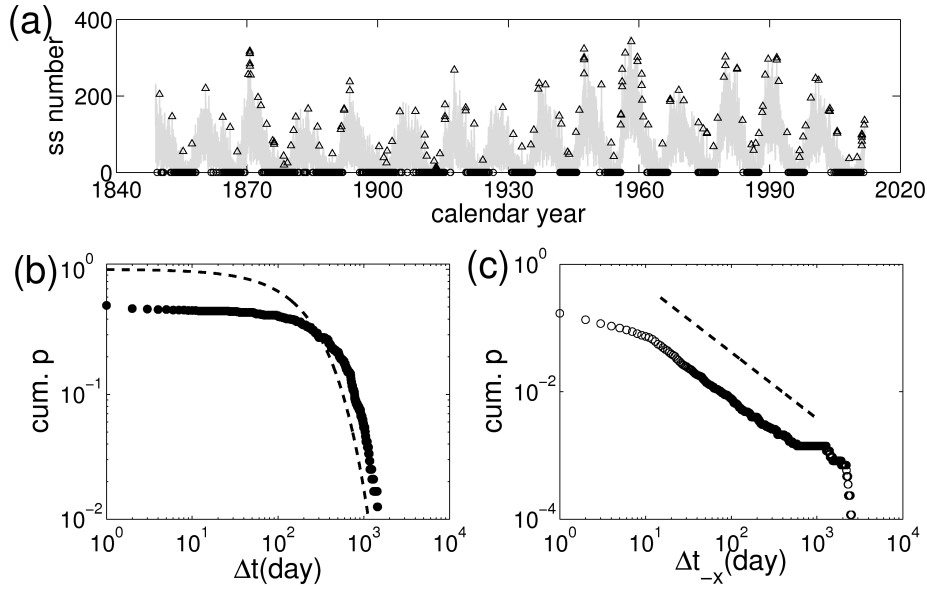 (a)
ss number
400
200
0
1840 1870 1900 1930 1960 1990 2020
calendar year
(b)
cum. p
10^0
10^-1
10^-2
10^0 10^1 10^2 10^3 10^4
Δt(day)
(c)
cum. p
10^0
10^-2
10^-4
10^0 10^1 10^2 10^3 10^4
Δt_-x(day)